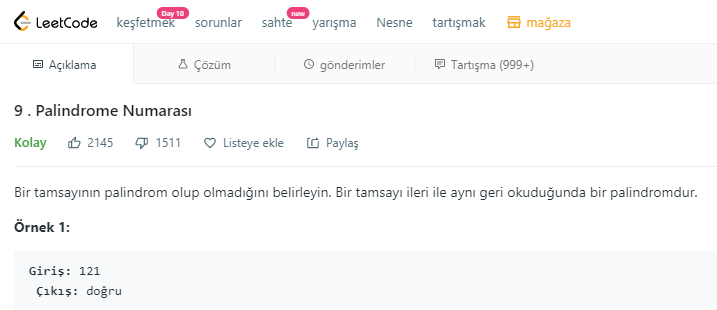 LeetCode keşfetmek Day 10 sorunlar sahte new yarışma Nesne tartışmak mağaza
Açıklama Çözüm gönderimler Tartışma (999+)
9 . Palindrome Numarası
Kolay 2145 1511 Listeye ekle Paylaş
Bir tamsayının palindrom olup olmadığını belirleyin. Bir tamsayı ileri ile aynı geri okuduğunda bir palindromdur.
Örnek 1:
Giriş: 121
Çıkış: doğru